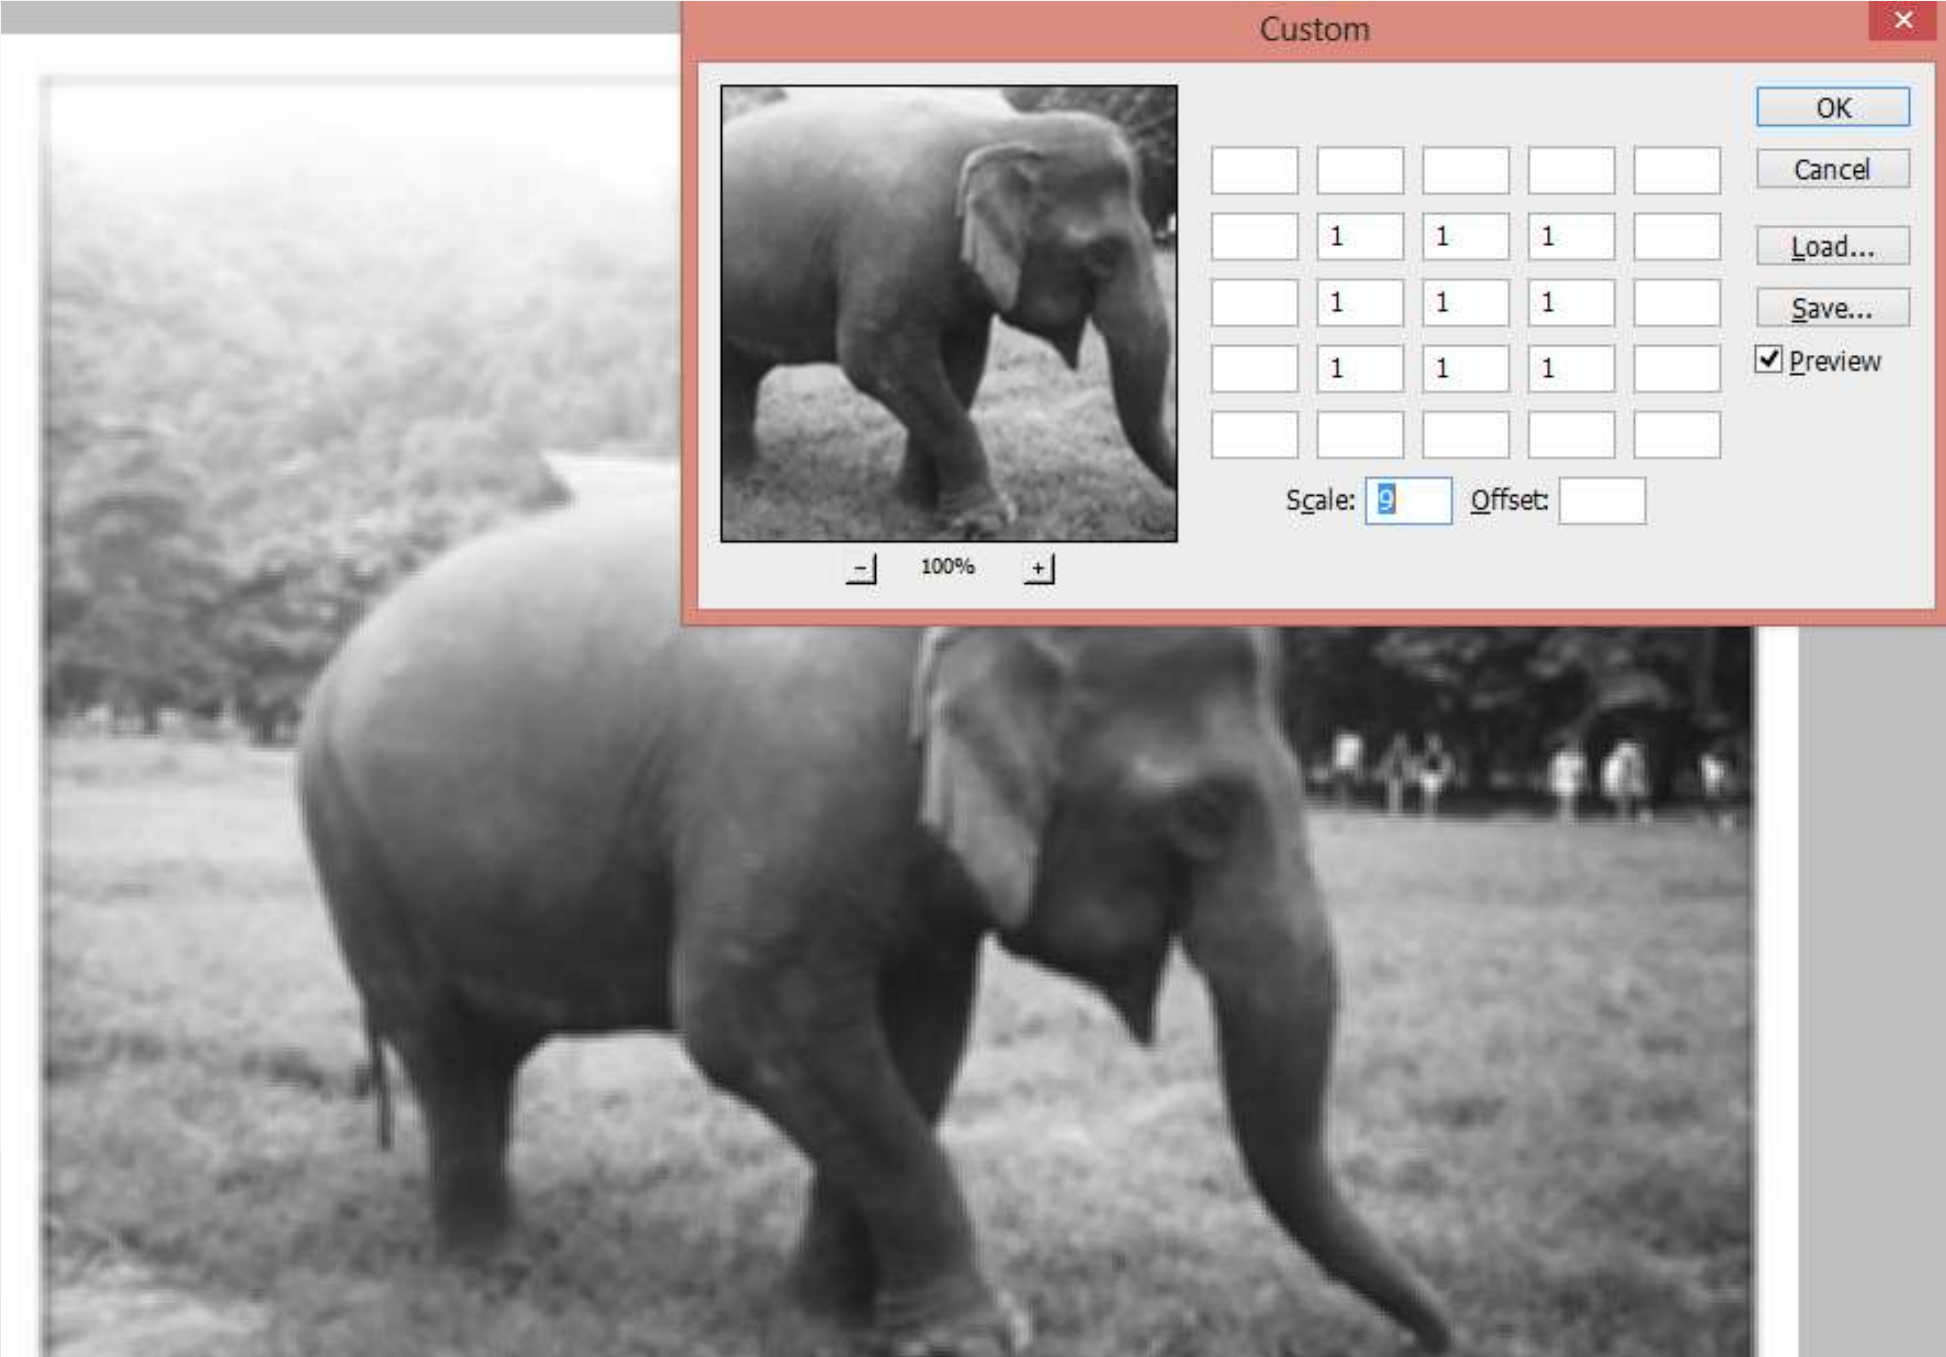 Custom
OK
Cancel
1 1 1
Load...
1 1 1
Save...
1 1 1
Preview
Scale: 9 Offset:
− 100% +